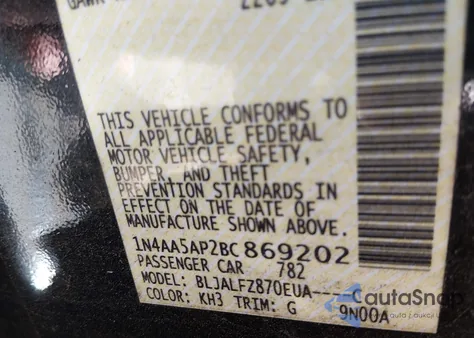 THIS VEHICLE CONFORMS TO
ALL APPLICABLE FEDERAL
MOTOR VEHICLE SAFETY,
BUMPER, AND THEFT
PREVENTION STANDARDS IN
EFFECT ON THE DATE OF
MANUFACTURE SHOWN ABOVE.
1N4AA5AP2BC869202
PASSENGER CAR 782
MODEL: BLJALFZ870EUA----
COLOR: KH3 TRIM: G 9N00A
CautaSnap